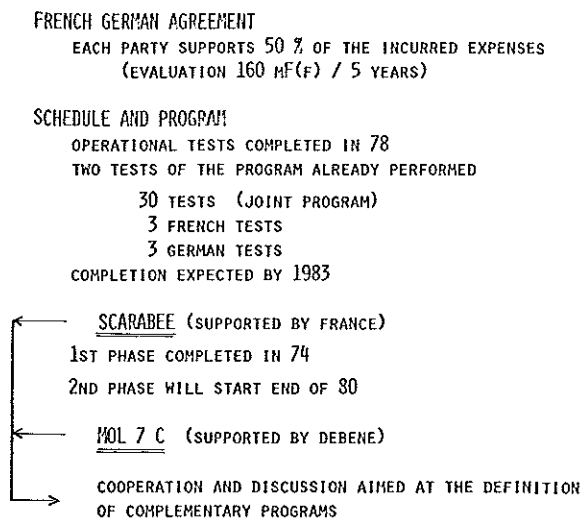 FRENCH GERMAN AGREEMENT
EACH PARTY SUPPORTS 50 % OF THE INCURRED EXPENSES
(EVALUATION 160 MF(F) / 5 YEARS)
SCHEDULE AND PROGRAM
OPERATIONAL TESTS COMPLETED IN 78
TWO TESTS OF THE PROGRAM ALREADY PERFORMED
30 TESTS (JOINT PROGRAM)
3 FRENCH TESTS
3 GERMAN TESTS
COMPLETION EXPECTED BY 1983
SCARABEE (SUPPORTED BY FRANCE)
1ST PHASE COMPLETED IN 74
2ND PHASE WILL START END OF 80
MOL 7 C (SUPPORTED BY DEBENE)
COOPERATION AND DISCUSSION AIMED AT THE DEFINITION
OF COMPLEMENTARY PROGRAMS